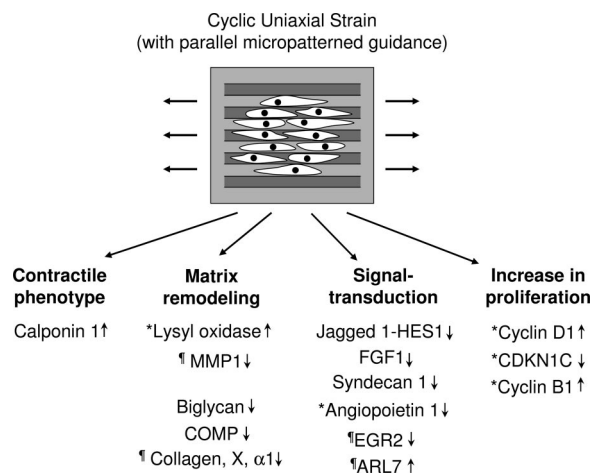 Cyclic Uniaxial Strain
(with parallel micropatterned guidance)
Contractile
phenotype
Calponin 1↑
Matrix
remodeling
*Lysyl oxidase↑
¶ MMP1↓
Biglycan↓
COMP↓
¶ Collagen, X, α1↓
Signal-
transduction
Jagged 1-HES1↓
FGF1↓
Syndecan 1↓
*Angiopoietin 1↓
¶EGR2↓
¶ARL7↑
Increase in
proliferation
*Cyclin D1↑
*CDKN1C↓
*Cyclin B1↑